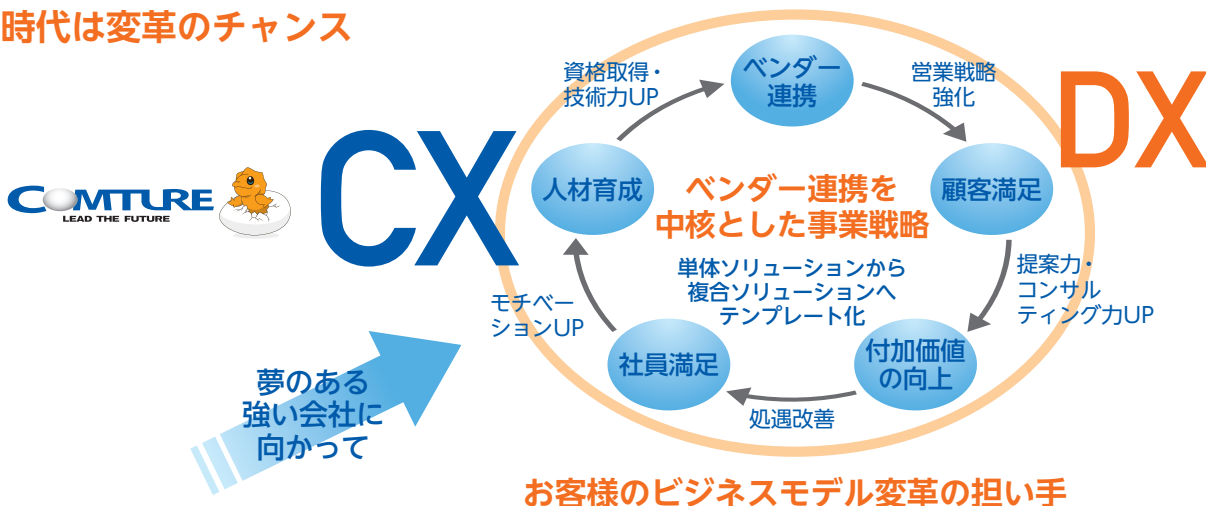 時代は変革のチャンス
資格取得・
技術力UP
ベンダー
連携
営業戦略
強化
DX
CX
COMTURE
LEAD THE FUTURE
人材育成
ベンダー連携を
中核とした事業戦略
顧客満足
単体ソリューションから
複合ソリューションへ
テンプレート化
提案力・
コンサル
ティング力UP
モチベー
ションUP
社員満足
付加価値
の向上
処遇改善
夢のある
強い会社に
向かって
お客様のビジネスモデル変革の担い手